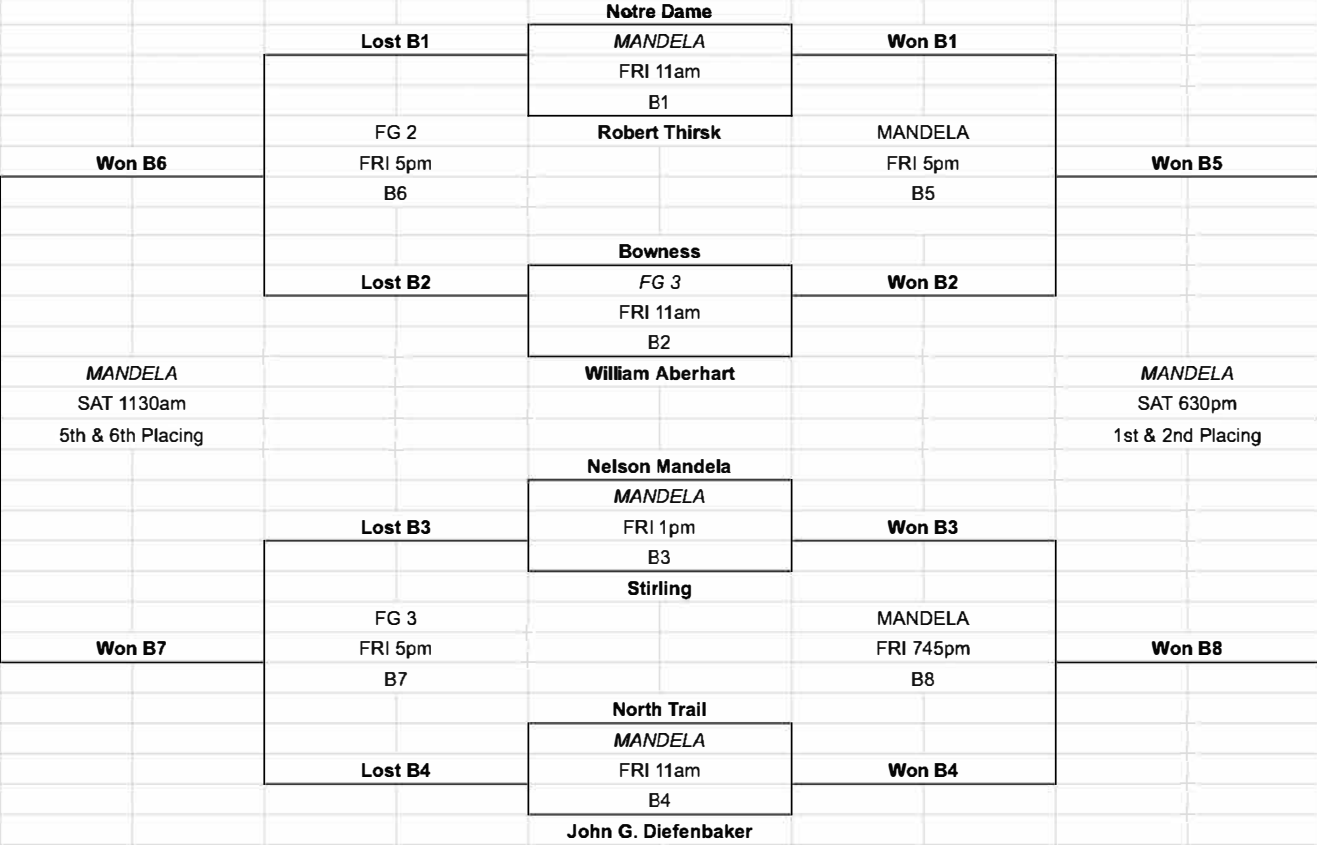 Notre Dame
Lost B1 MANDELA Won B1
FRI 11am
B1
FG 2 Robert Thirsk MANDELA
Won B6 FRI 5pm FRI 5pm Won B5
B6 B5
Bowness
Lost B2 FG 3 Won B2
FRI 11am
B2
MANDELA William Aberhart MANDELA
SAT 1130am SAT 630pm
5th & 6th Placing 1st & 2nd Placing
Nelson Mandela
MANDELA
Lost B3 FRI 1pm Won B3
B3
Stirling
FG 3 MANDELA
Won B7 FRI 5pm FRI 745pm Won B8
B7 B8
North Trail
MANDELA
Lost B4 FRI 11am Won B4
B4
John G. Diefenbaker